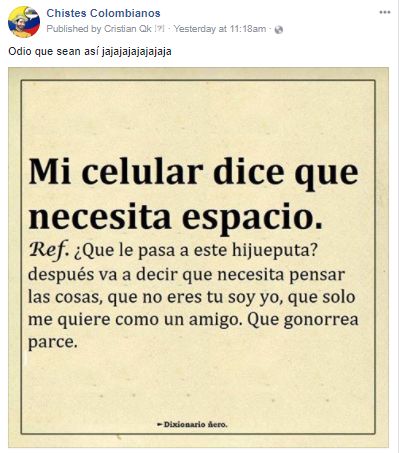 Chistes Colombianos
Published by Cristian Qk [?] · Yesterday at 11:18am ·
Odio que sean así jajajajajajajaja
Mi celular dice que
necesita espacio.
Ref. ¿Que le pasa a este hijueputa?
después va a decir que necesita pensar
las cosas, que no eres tu soy yo, que solo
me quiere como un amigo. Que gonorrea
parce.
Dixionario ñero.